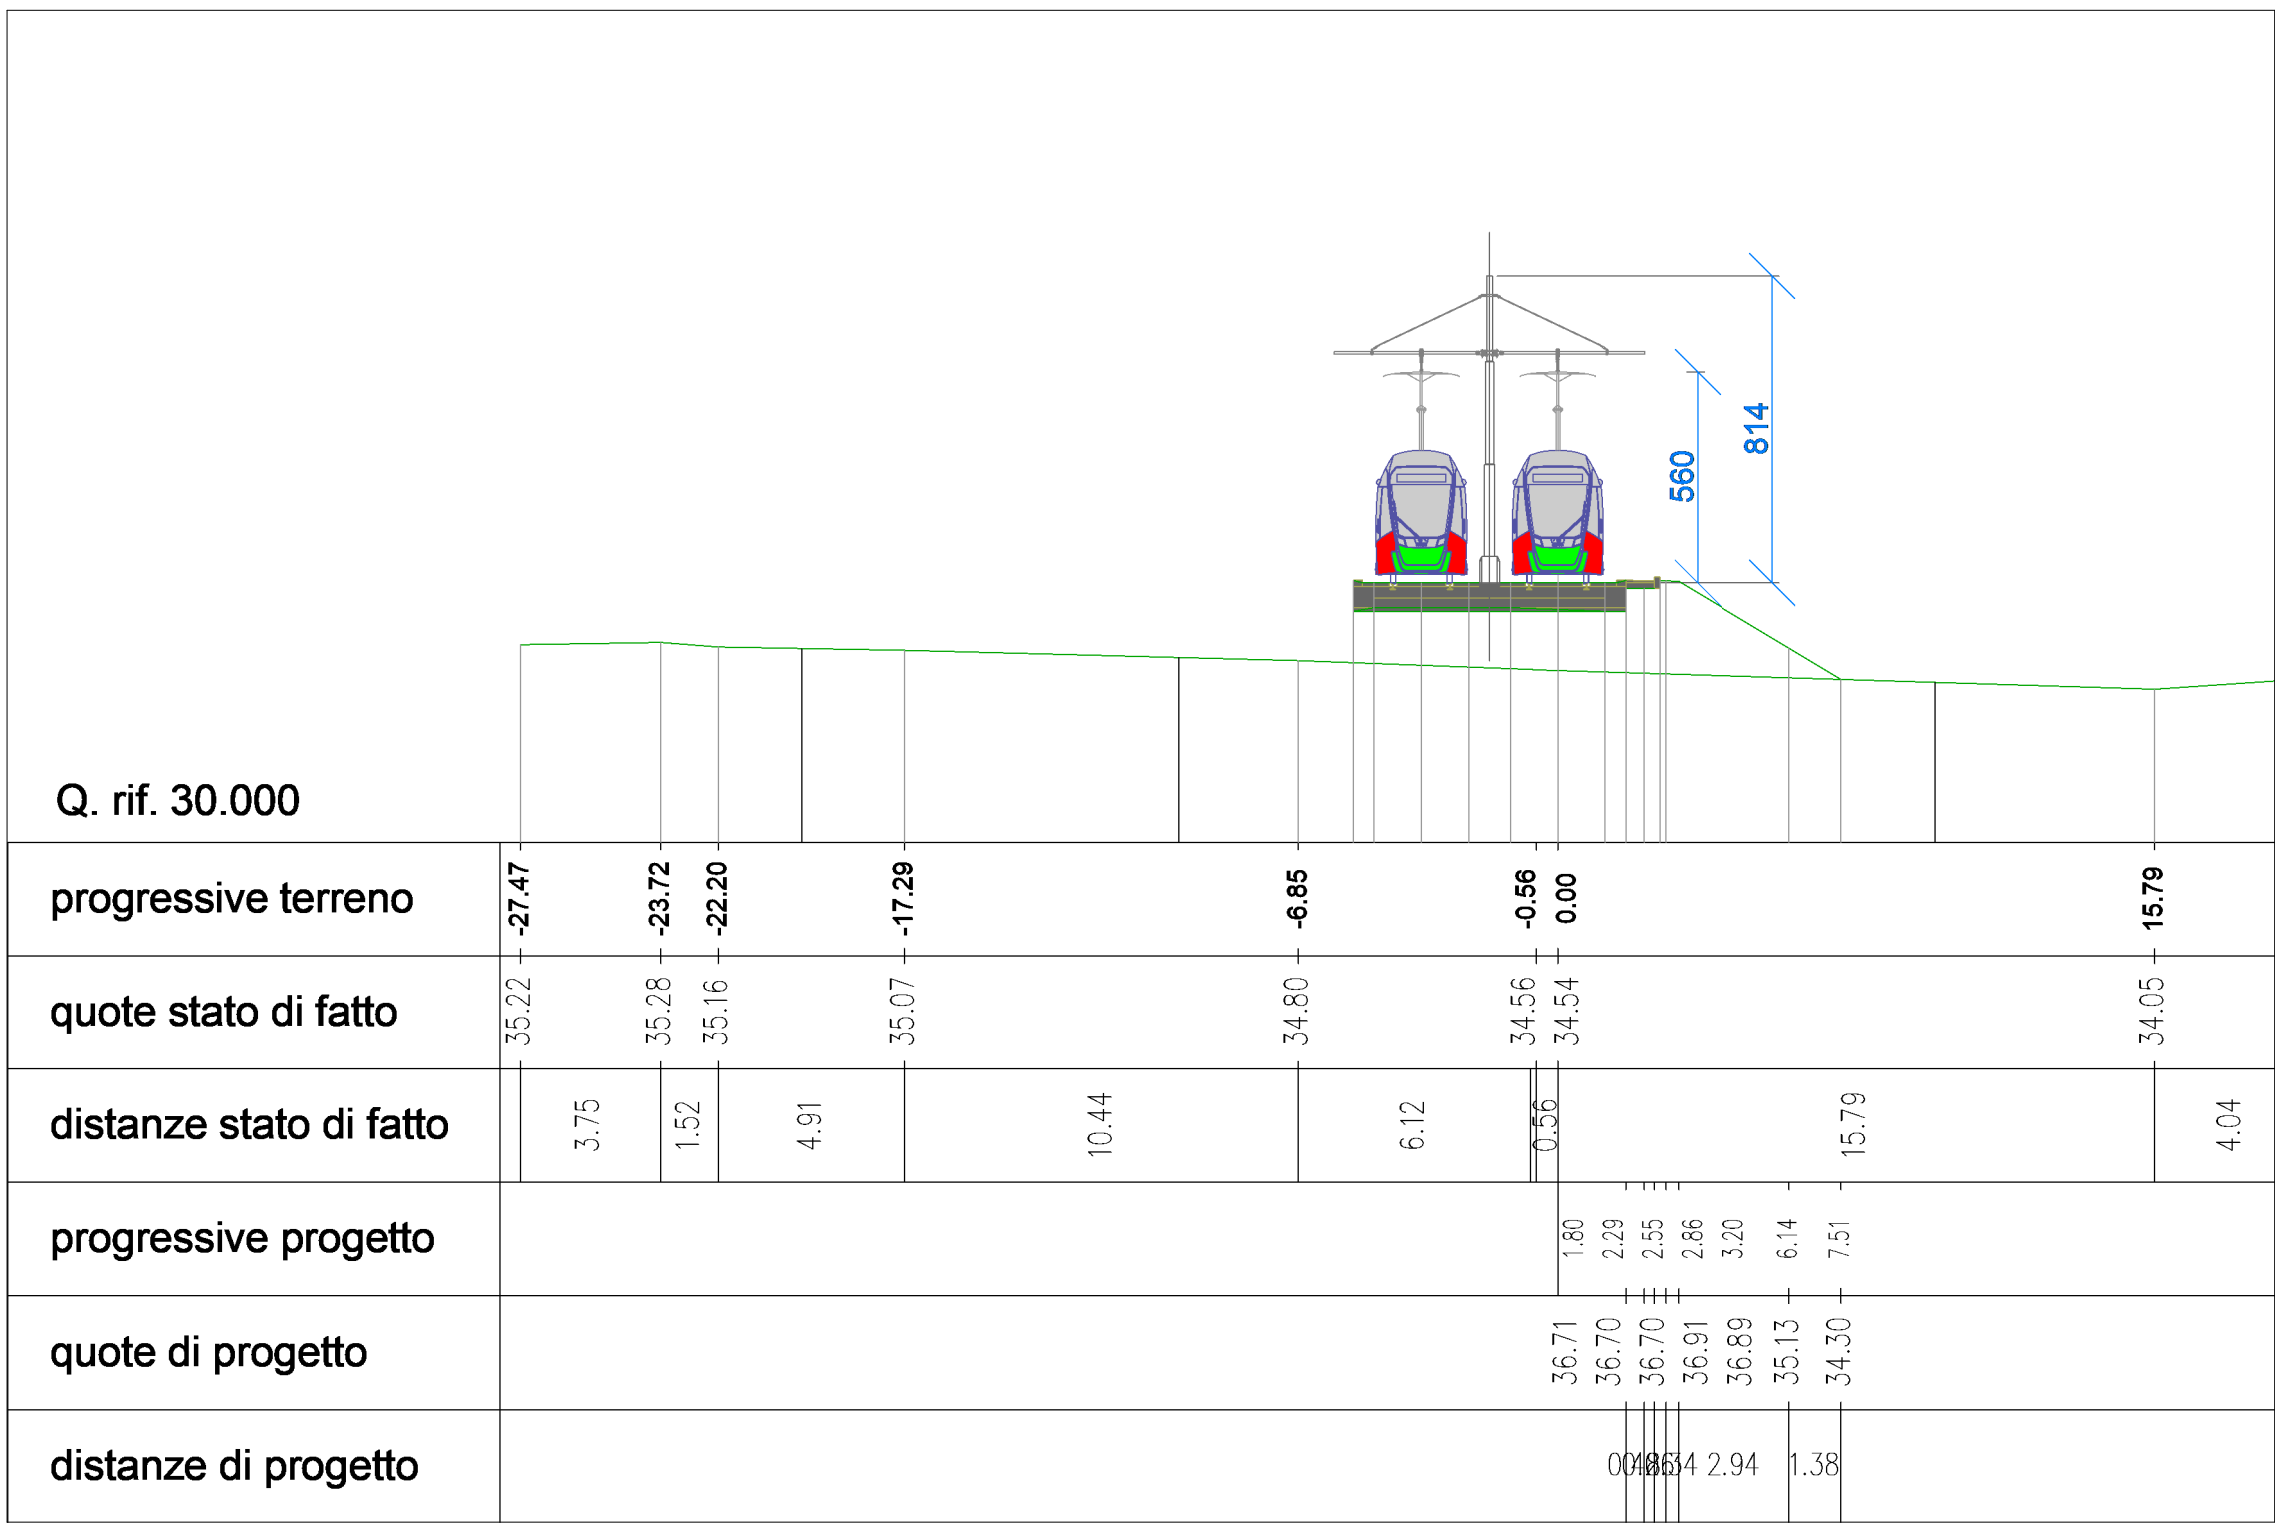 814
560
Q. rif. 30.000
progressive terreno -27.47 -23.72 -22.20 -17.29 -6.85 -0.56 0.00 15.79
quote stato di fatto 35.22 35.28 35.16 35.07 34.80 34.56 34.54 34.05
distanze stato di fatto 3.75 1.52 4.91 10.44 6.12 0.56 15.79 4.04
progressive progetto 1.80 2.29 2.55 2.86 3.20 6.14 7.51
quote di progetto 36.71 36.70 36.70 36.91 36.89 35.13 34.30
distanze di progetto 2.94 1.38